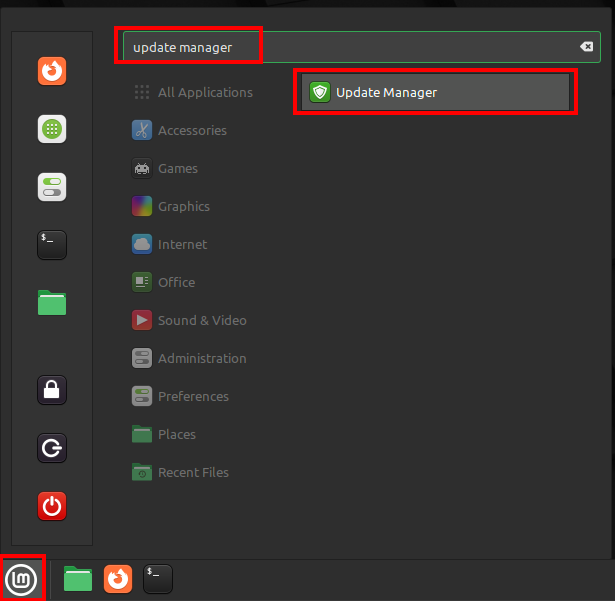 update manager
All Applications
Update Manager
Accessories
Games
Graphics
Internet
Office
Sound & Video
Administration
Preferences
Places
Recent Files